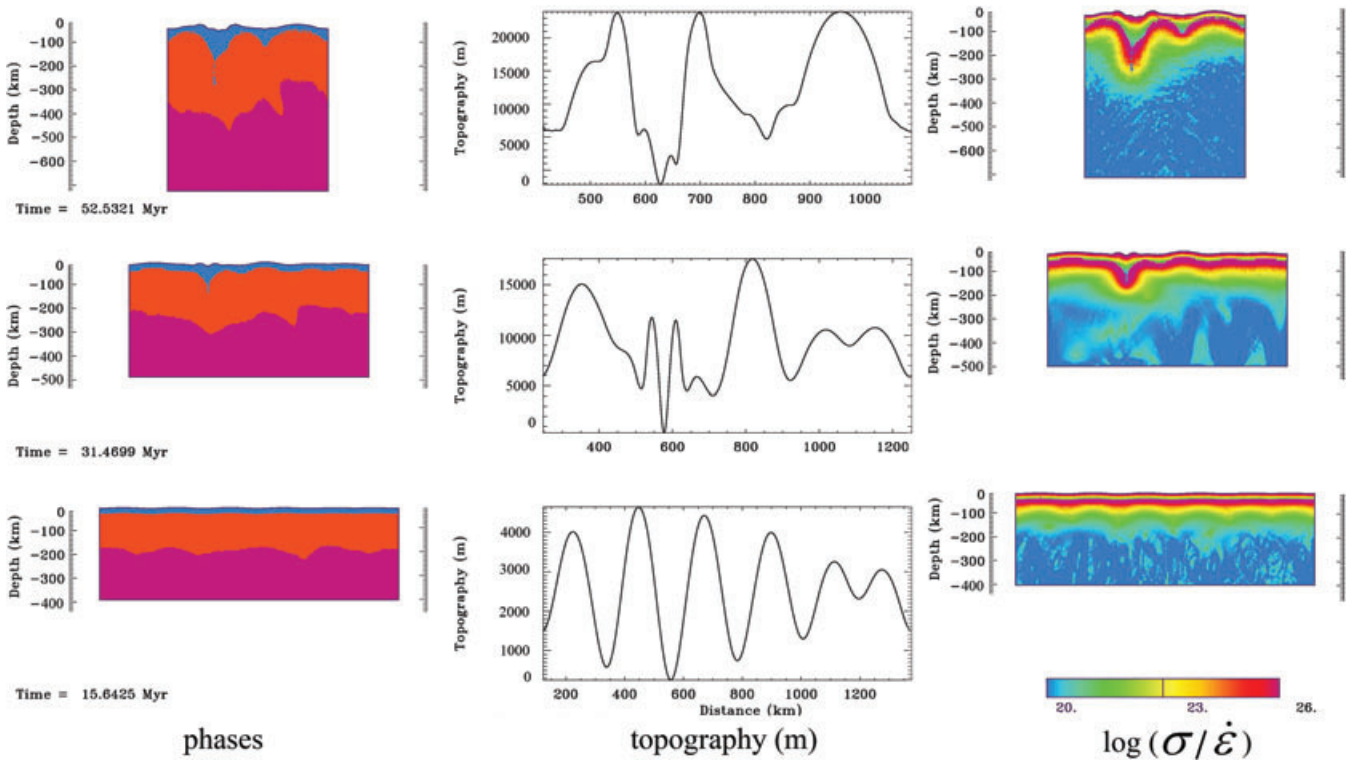 Depth (km)
0
−100
−200
−300
−400
−500
−600
Time = 52.5321 Myr
Topography (m)
20000
15000
10000
5000
0
500 600 700 800 900 1000
Depth (km)
0
−100
−200
−300
−400
−500
−600
Depth (km)
0
−100
−200
−300
−400
−500
Time = 31.4699 Myr
Topography (m)
15000
10000
5000
0
400 600 800 1000 1200
Depth (km)
0
−100
−200
−300
−400
−500
Depth (km)
0
−100
−200
−300
−400
Time = 15.6425 Myr
Topography (m)
4000
3000
2000
1000
0
200 400 600 800 1000 1200
Distance (km)
Depth (km)
0
−100
−200
−300
−400
20. 23. 26.
phases
topography (m)
log (σ/ε̇)